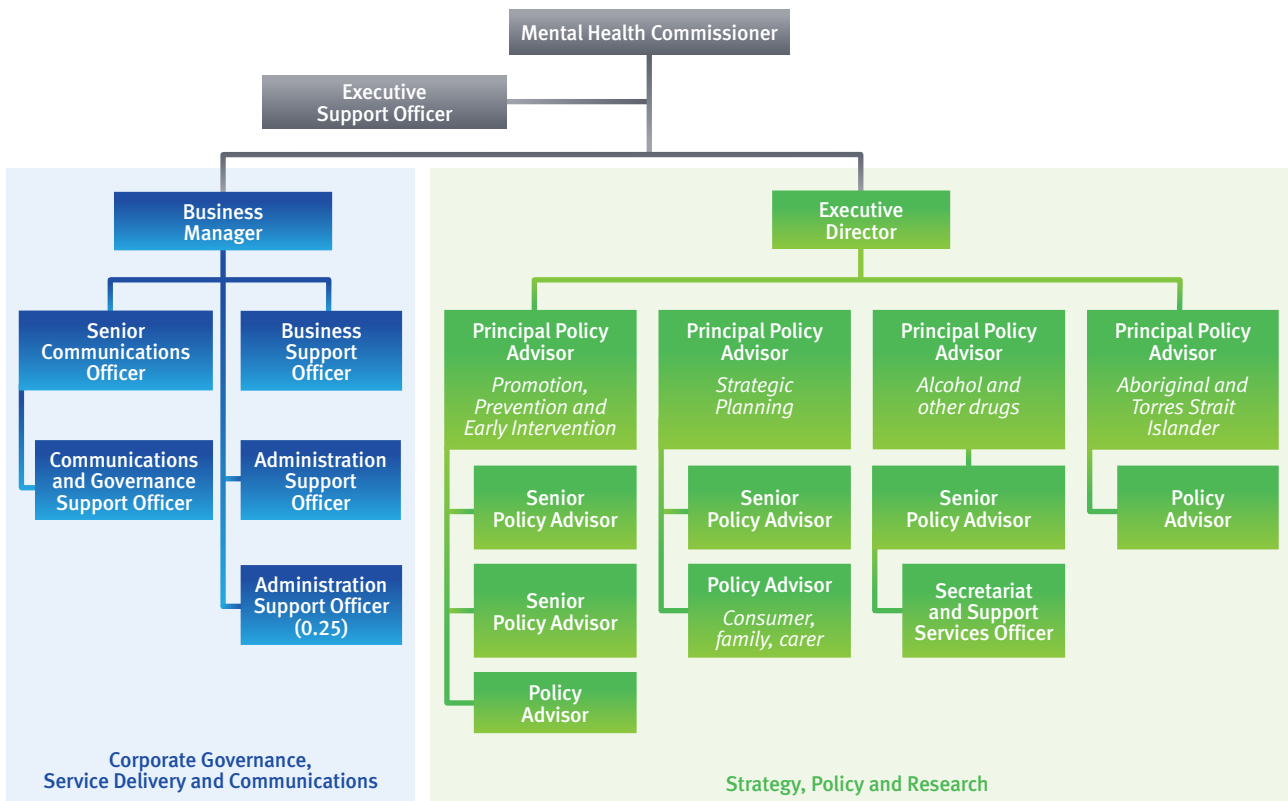 Mental Health Commissioner
Executive
Support Officer
Business
Manager
Executive
Director
Senior
Communications
Officer
Business
Support
Officer
Communications
and Governance
Support Officer
Administration
Support
Officer
Administration
Support Officer
(0.25)
Corporate Governance,
Service Delivery and Communications
Principal Policy
Advisor
Promotion,
Prevention and
Early Intervention
Senior
Policy Advisor
Senior
Policy Advisor
Policy
Advisor
Principal Policy
Advisor
Strategic
Planning
Senior
Policy Advisor
Policy Advisor
Consumer,
family, carer
Principal Policy
Advisor
Alcohol and
other drugs
Senior
Policy Advisor
Secretariat
and Support
Services Officer
Principal Policy
Advisor
Aboriginal and
Torres Strait
Islander
Policy
Advisor
Strategy, Policy and Research